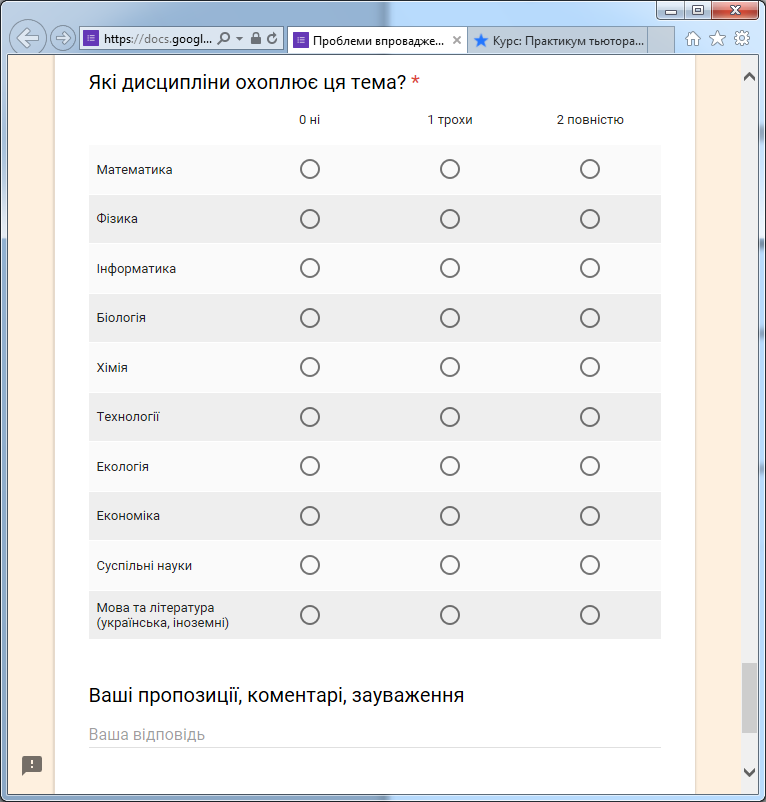 https://docs.googl...
Проблеми впровадже...
Курс: Практикум тьютора...
Які дисципліни охоплює ця тема? *
0 ні 1 трохи 2 повністю
Математика
Фізика
Інформатика
Біологія
Хімія
Технології
Екологія
Економіка
Суспільні науки
Мова та література
(українська, іноземні)
Ваші пропозиції, коментарі, зауваження
Ваша відповідь